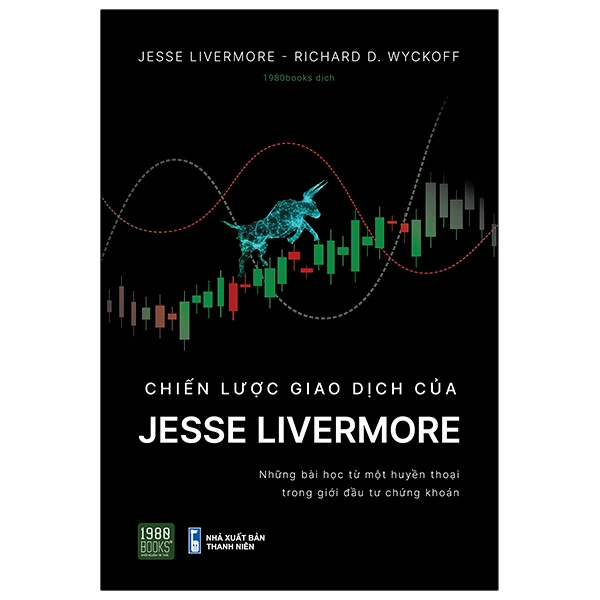 JESSE LIVERMORE - RICHARD D. WYCKOFF
1980books dịch
CHIẾN LƯỢC GIAO DỊCH CỦA
JESSE LIVERMORE
Những bài học từ một huyền thoại
trong giới đầu tư chứng khoán
1980
BOOKS
NHÀ XUẤT BẢN
THANH NIÊN